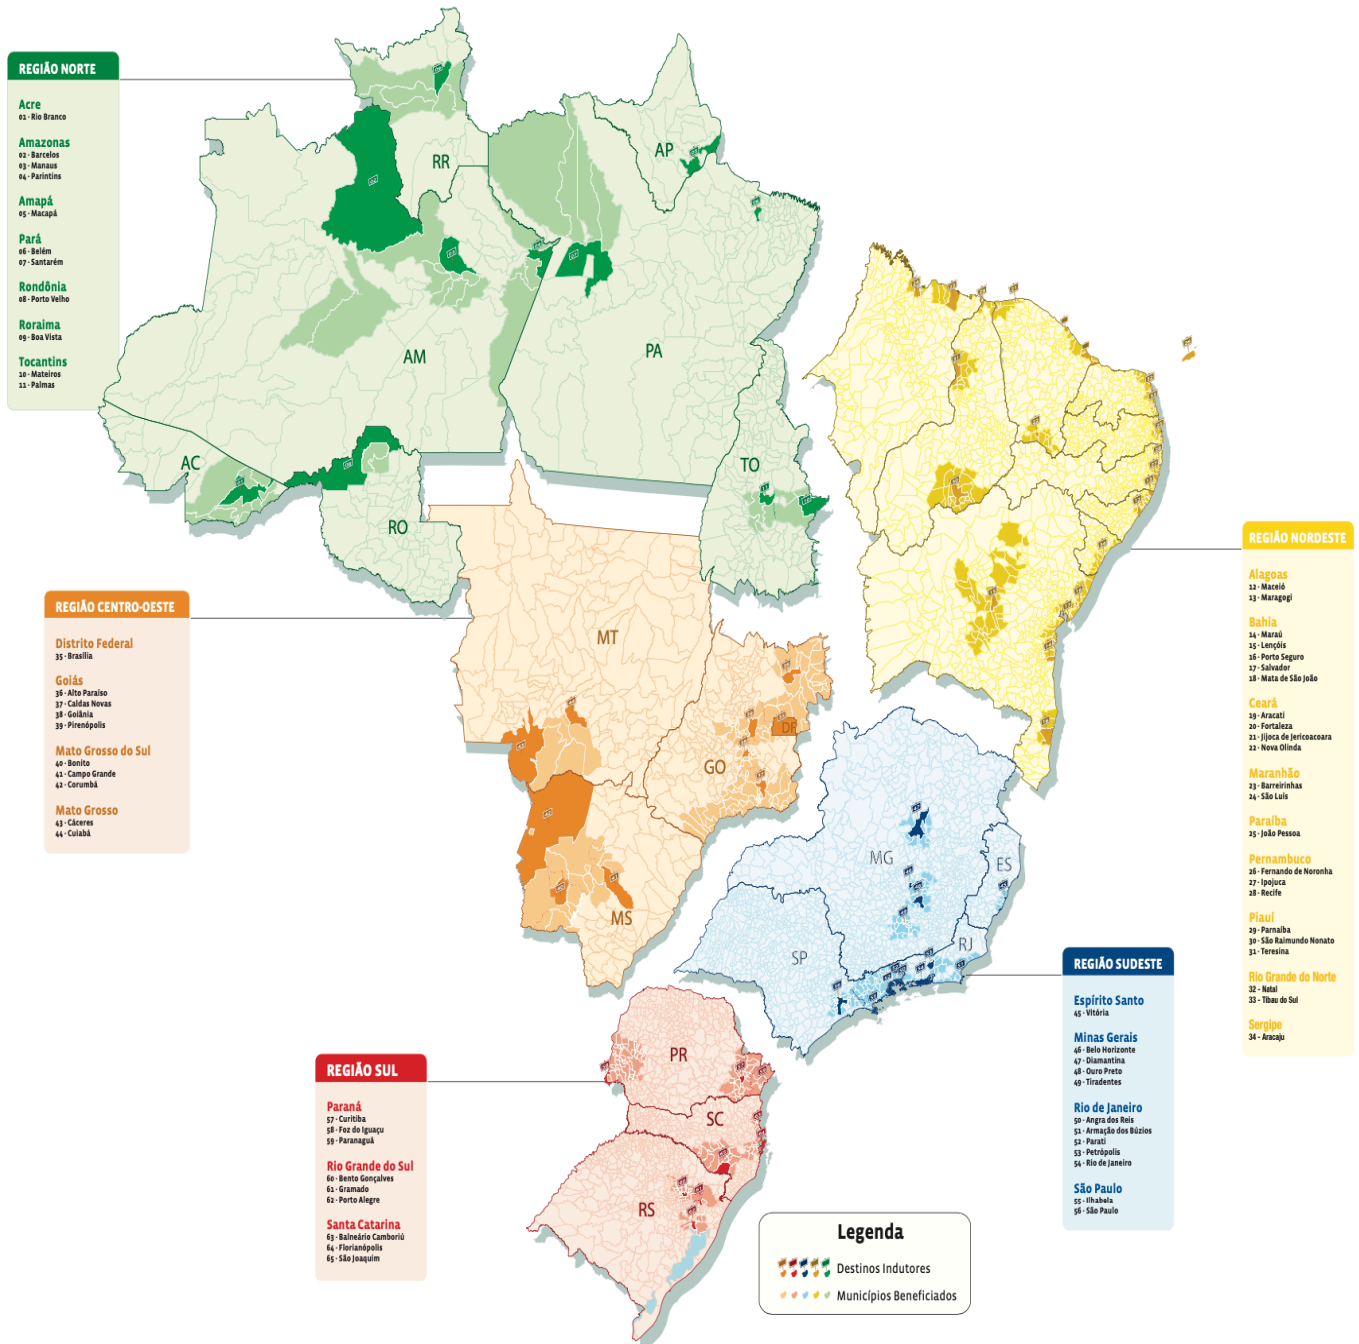 REGIÃO NORTE
Acre
01 - Rio Branco
Amazonas
02 - Barcelos
03 - Manaus
04 - Parintins
Amapá
05 - Macapá
Pará
06 - Belém
07 - Santarém
Rondônia
08 - Porto Velho
Roraima
09 - Boa Vista
Tocantins
10 - Mateiros
11 - Palmas
RR
AP
AM
PA
AC
RO
TO
REGIÃO NORDESTE
Alagoas
12 - Maceió
13 - Maragogi
Bahia
14 - Maraú
15 - Lençóis
16 - Porto Seguro
17 - Salvador
18 - Mata de São João
Ceará
19 - Aracati
20 - Fortaleza
21 - Jijoca de Jericoacoara
22 - Nova Olinda
Maranhão
23 - Barreirinhas
24 - São Luís
Paraíba
25 - João Pessoa
Pernambuco
26 - Fernando de Noronha
27 - Ipojuca
28 - Recife
Piauí
29 - Parnaíba
30 - São Raimundo Nonato
31 - Teresina
Rio Grande do Norte
32 - Natal
33 - Tibau do Sul
Sergipe
34 - Aracaju
REGIÃO CENTRO-OESTE
Distrito Federal
35 - Brasília
Goiás
36 - Alto Paraíso
37 - Caldas Novas
38 - Goiânia
39 - Pirenópolis
Mato Grosso do Sul
40 - Bonito
41 - Campo Grande
42 - Corumbá
Mato Grosso
43 - Cáceres
44 - Cuiabá
MT
DF
GO
MS
MG
ES
SP
RJ
REGIÃO SUDESTE
Espírito Santo
45 - Vitória
Minas Gerais
46 - Belo Horizonte
47 - Diamantina
48 - Ouro Preto
49 - Tiradentes
Rio de Janeiro
50 - Angra dos Reis
51 - Armação dos Búzios
52 - Parati
53 - Petrópolis
54 - Rio de Janeiro
São Paulo
55 - Ilhabela
56 - São Paulo
REGIÃO SUL
Paraná
57 - Curitiba
58 - Foz do Iguaçu
59 - Paranaguá
Rio Grande do Sul
60 - Bento Gonçalves
61 - Gramado
62 - Porto Alegre
Santa Catarina
63 - Balneário Camboriú
64 - Florianópolis
65 - São Joaquim
PR
SC
RS
Legenda
Destinos Indutores
Municípios Beneficiados